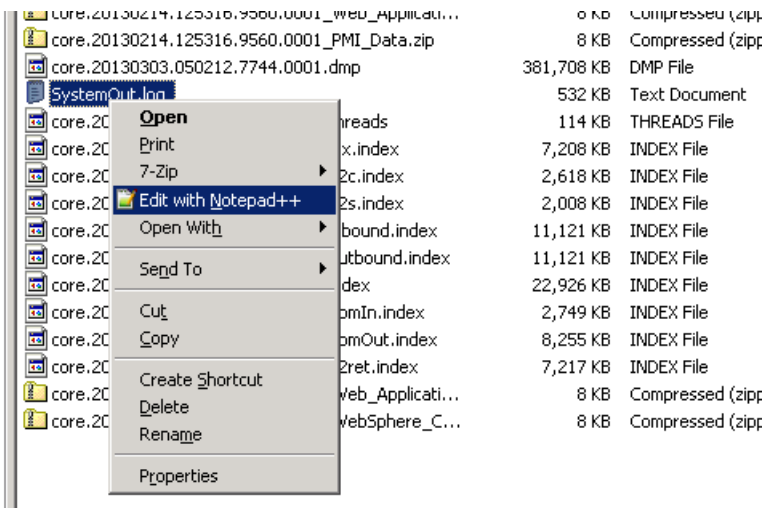 core.20130214.125316.9560.0001_Web_Applicati... 8 KB Compressed (zipp
core.20130214.125316.9560.0001_PMI_Data.zip 8 KB Compressed (zipp
core.20130303.050212.7744.0001.dmp 381,708 KB DMP File
SystemOut.log 532 KB Text Document
core.20 hreads 114 KB THREADS File
core.20 x.index 7,208 KB INDEX File
core.20 2c.index 2,618 KB INDEX File
core.20 2s.index 2,008 KB INDEX File
core.20 bound.index 11,121 KB INDEX File
core.20 utbound.index 11,121 KB INDEX File
core.20 dex 22,926 KB INDEX File
core.20 omIn.index 2,749 KB INDEX File
core.20 omOut.index 8,255 KB INDEX File
core.20 2ret.index 7,217 KB INDEX File
core.20 Web_Applicati... 8 KB Compressed (zipp
core.20 WebSphere_C... 8 KB Compressed (zipp
Open
Print
7-Zip
Edit with Notepad++
Open With
Send To
Cut
Copy
Create Shortcut
Delete
Rename
Properties